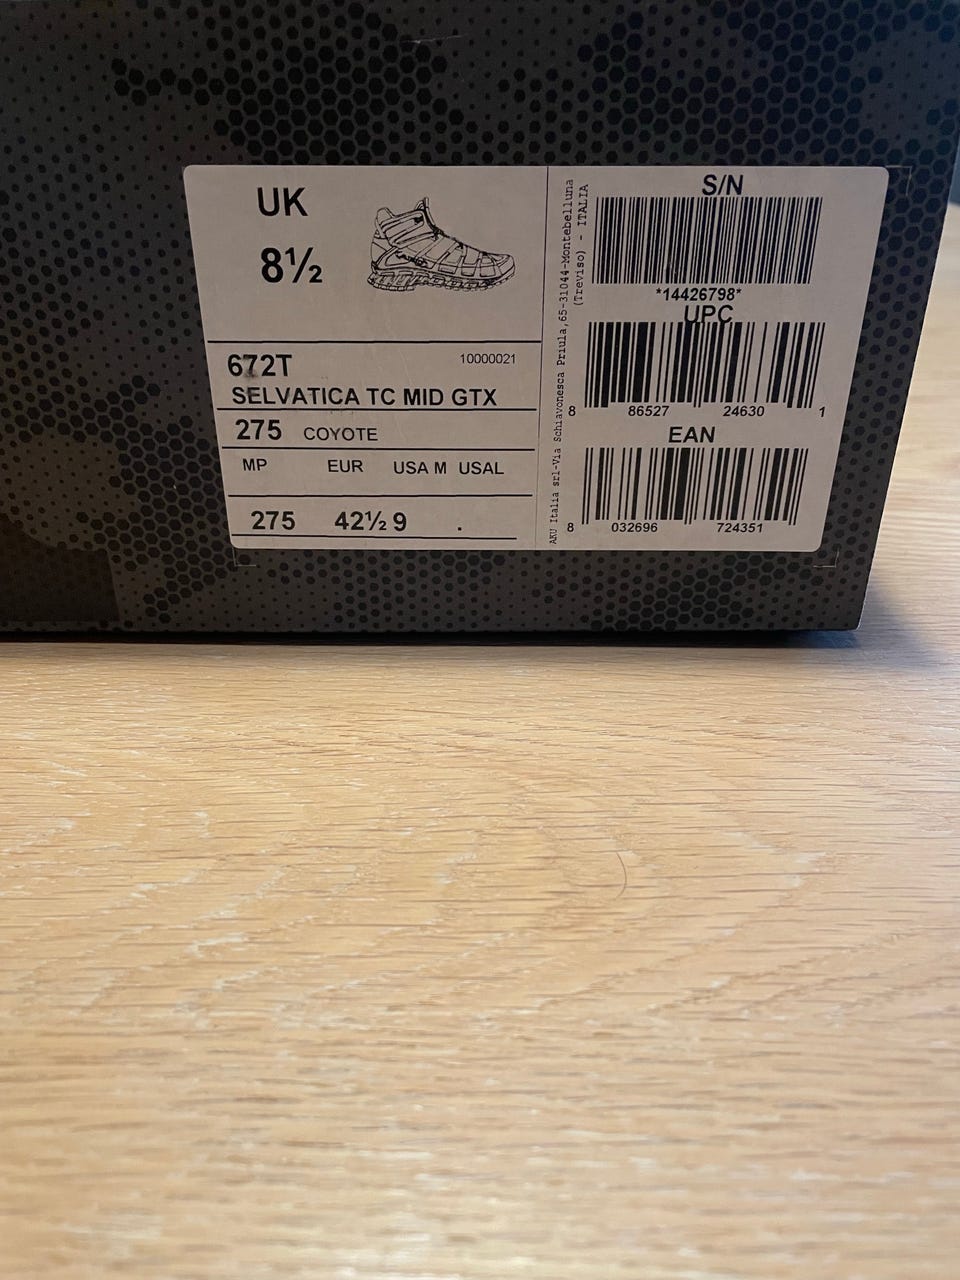 UK
8½
672T 10000021
SELVATICA TC MID GTX
275 COYOTE
MP EUR USA M USAL
275 42½ 9 .
AKU Italia srl-Via Schiavonesca Priula,65-31044-Montebelluna
(Treviso) - ITALIA
S/N
*14426798*
UPC
8 86527 24630 1
EAN
8 032696 724351